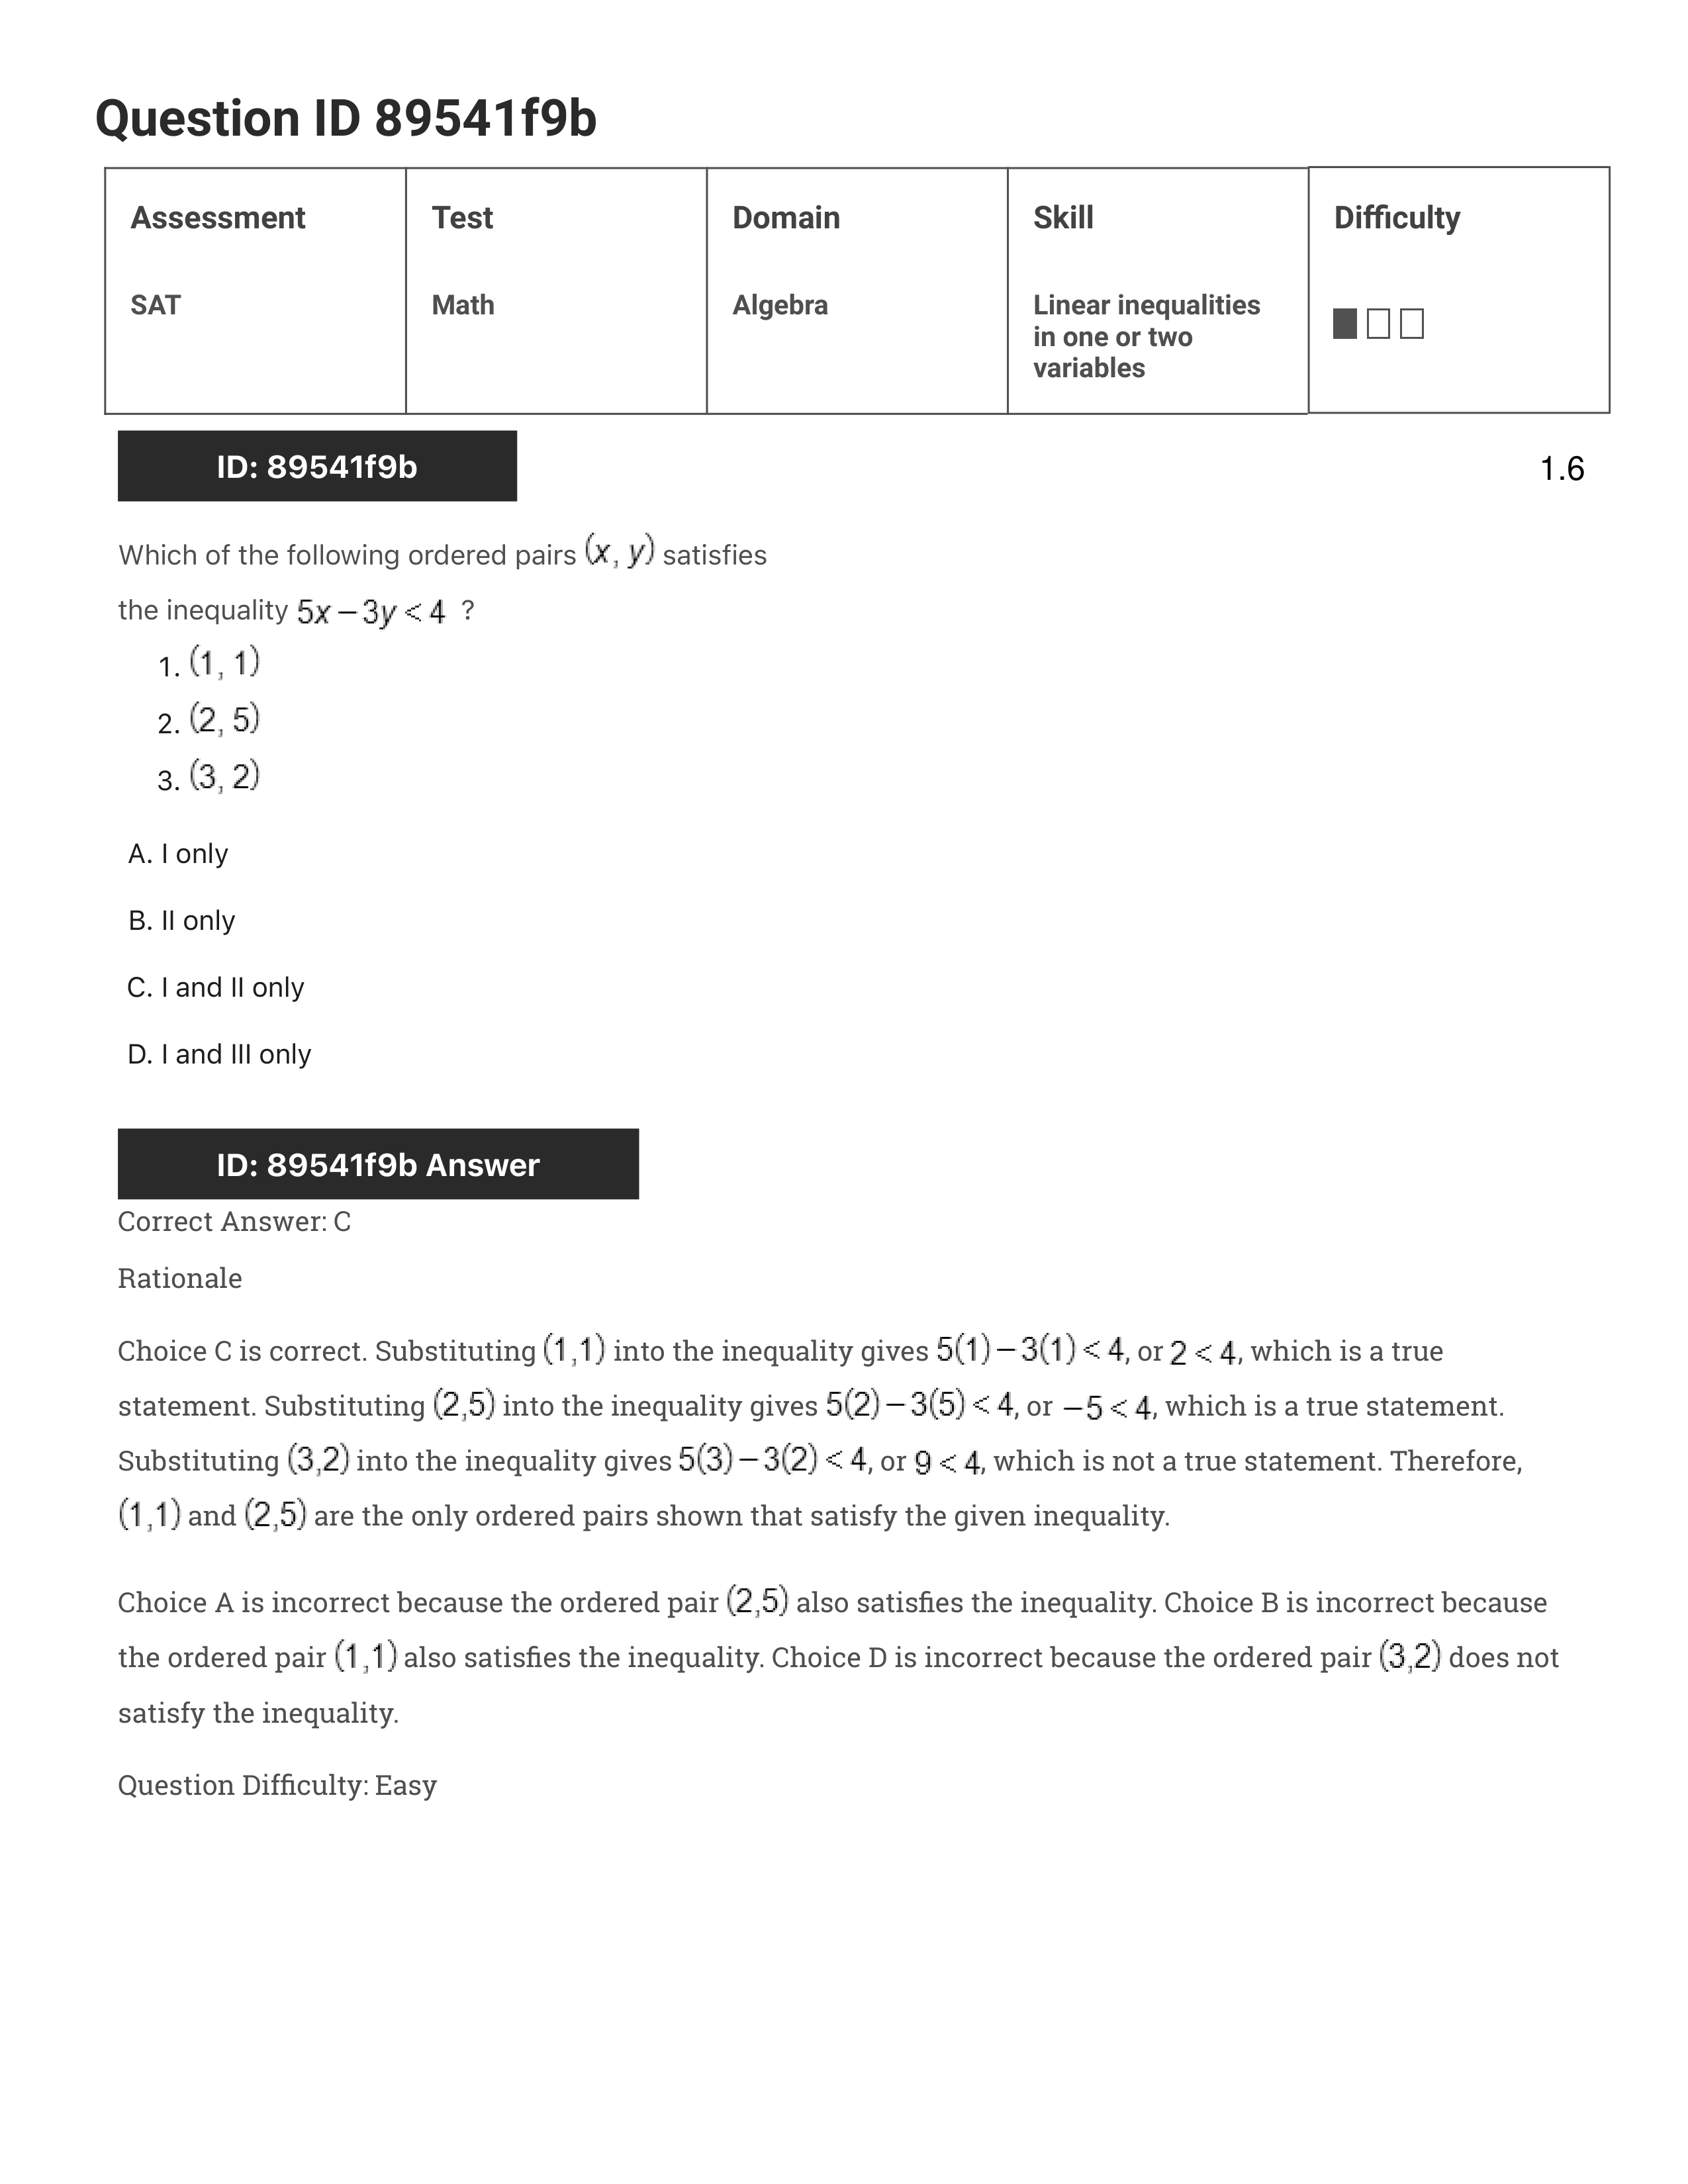 Question ID 89541f9b
Assessment Test Domain Skill Difficulty
SAT Math Algebra Linear inequalities
in one or two
variables
ID: 89541f9b
1.6
Which of the following ordered pairs (x, y) satisfies
the inequality 5x – 3y < 4 ?
1. (1, 1)
2. (2, 5)
3. (3, 2)
A. I only
B. II only
C. I and II only
D. I and III only
ID: 89541f9b Answer
Correct Answer: C
Rationale
Choice C is correct. Substituting (1,1) into the inequality gives 5(1) – 3(1) < 4, or 2 < 4, which is a true
statement. Substituting (2,5) into the inequality gives 5(2) – 3(5) < 4, or –5 < 4, which is a true statement.
Substituting (3,2) into the inequality gives 5(3) – 3(2) < 4, or 9 < 4, which is not a true statement. Therefore,
(1,1) and (2,5) are the only ordered pairs shown that satisfy the given inequality.
Choice A is incorrect because the ordered pair (2,5) also satisfies the inequality. Choice B is incorrect because
the ordered pair (1,1) also satisfies the inequality. Choice D is incorrect because the ordered pair (3,2) does not
satisfy the inequality.
Question Difficulty: Easy